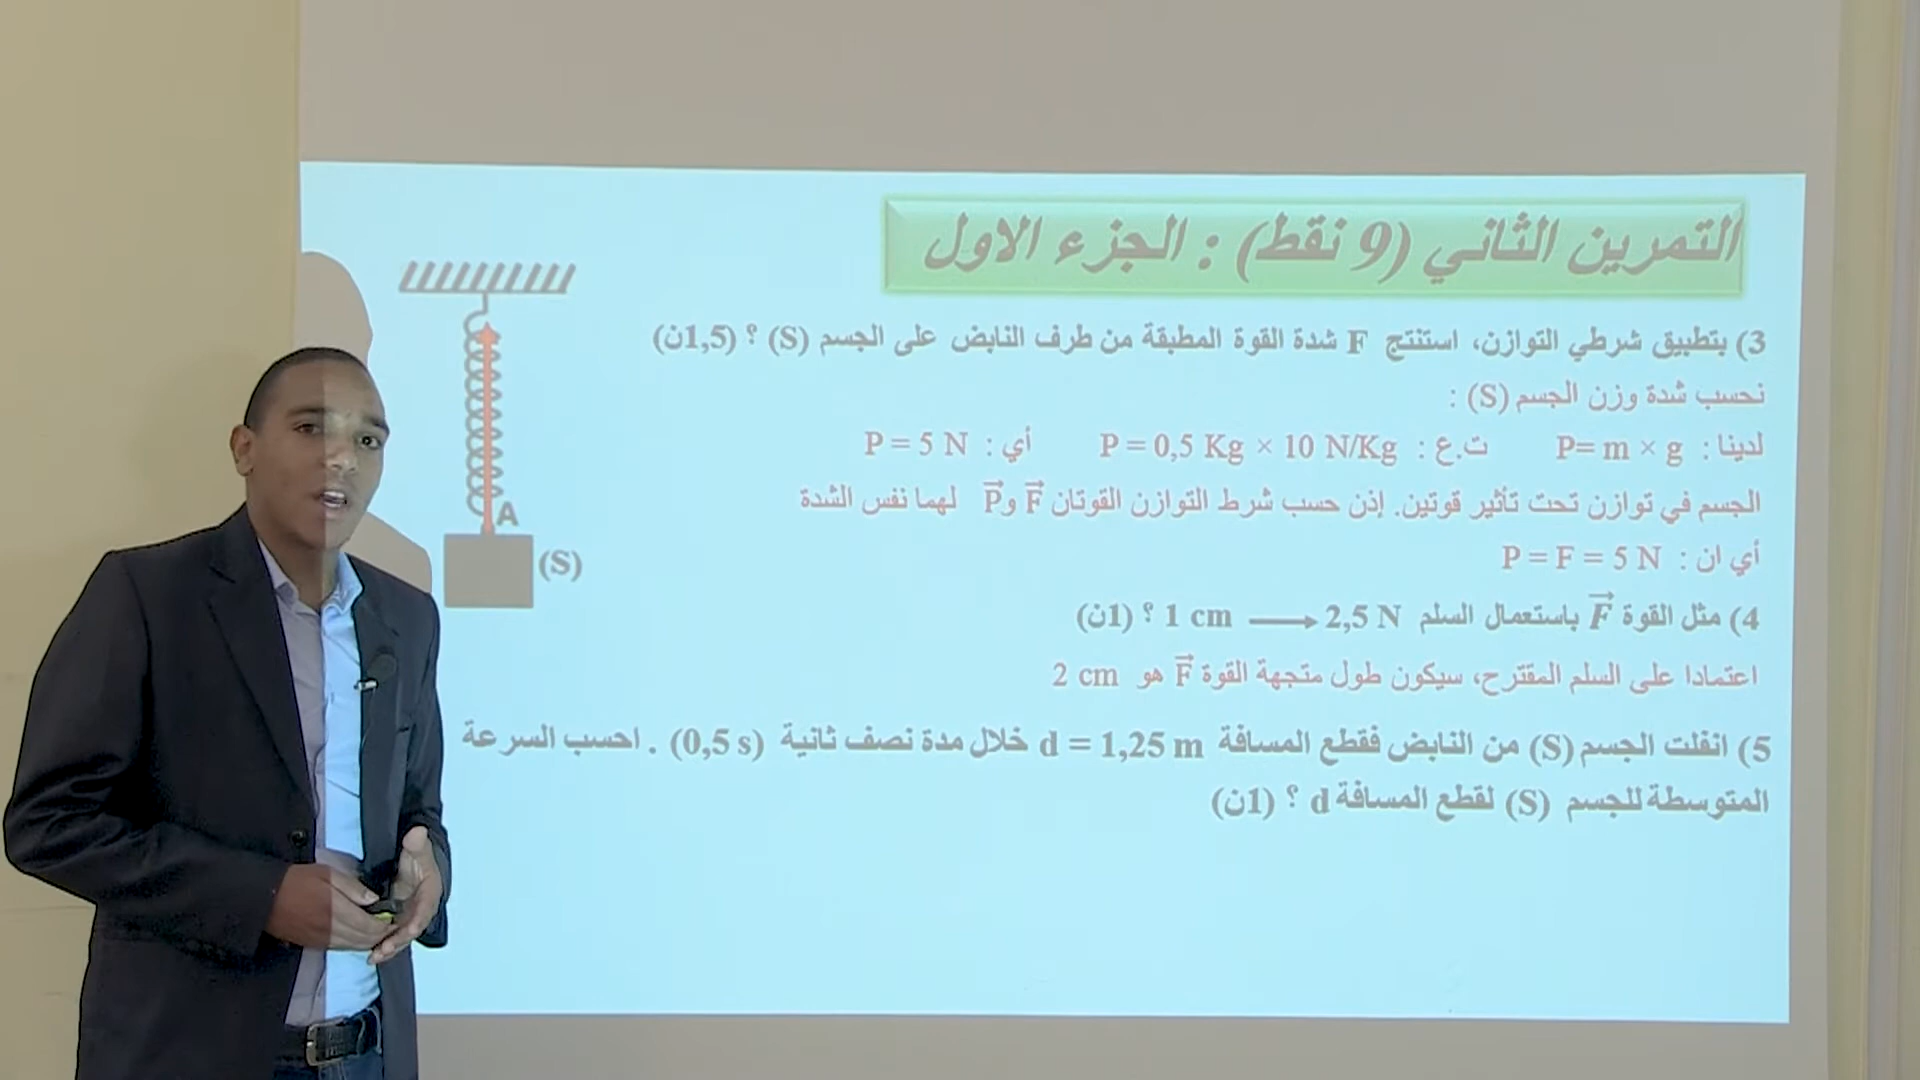 التمرين الثاني (9 نقط) : الجزء الاول
3) بتطبيق شرطي التوازن، استنتج F شدة القوة المطبقة من طرف النابض على الجسم (S) ؟ (1,5ن)
نحسب شدة وزن الجسم (S) :
لدينا : P= m × g ت.ع : P = 0,5 Kg × 10 N/Kg أي : P = 5 N
الجسم في توازن تحت تأثير قوتين. إذن حسب شرط التوازن القوتان F⃗ وP⃗ لهما نفس الشدة
أي ان : P = F = 5 N
4) مثل القوة F⃗ باستعمال السلم 1 cm ⟶ 2,5 N ؟ (1ن)
اعتمادا على السلم المقترح، سيكون طول متجهة القوة F⃗ هو 2 cm
5) انفلت الجسم (S) من النابض فقطع المسافة d = 1,25 m خلال مدة نصف ثانية (0,5 s) . احسب السرعة
المتوسطة للجسم (S) لقطع المسافة d ؟ (1ن)
A
(S)